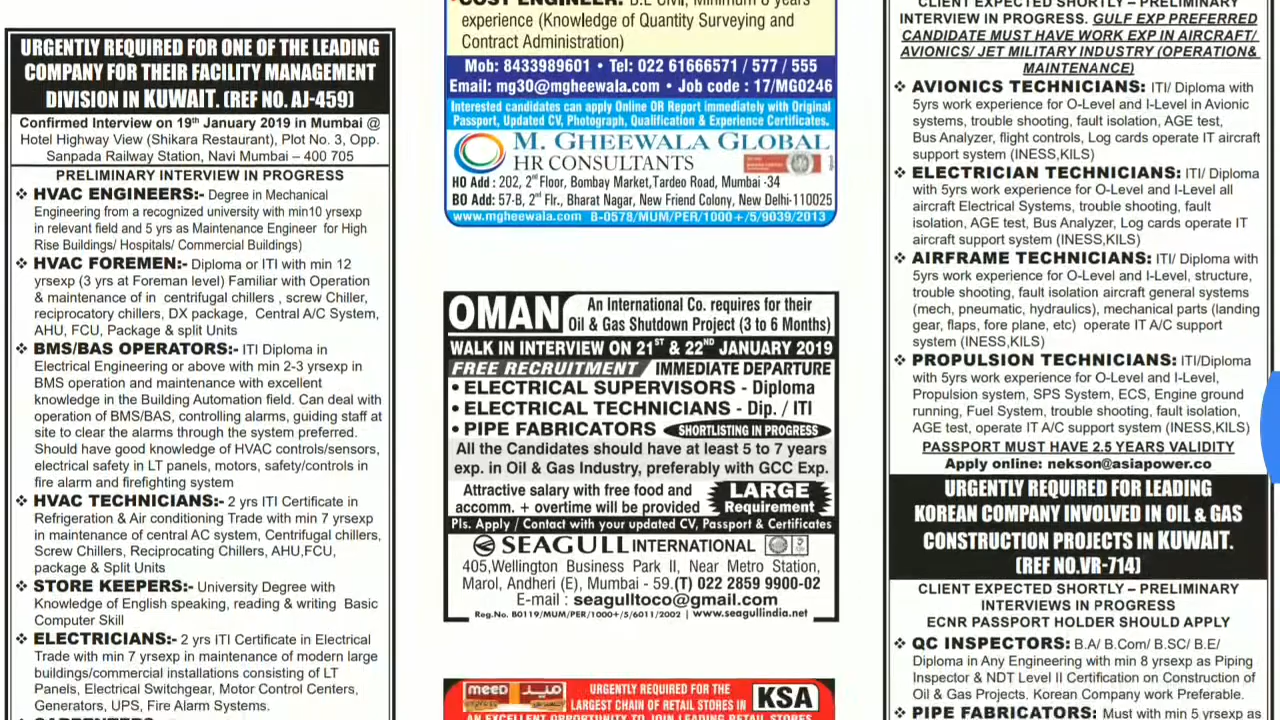 URGENTLY REQUIRED FOR ONE OF THE LEADING
COMPANY FOR THEIR FACILITY MANAGEMENT
DIVISION IN KUWAIT. (REF NO. AJ-459)
Confirmed Interview on 19th January 2019 in Mumbai @
Hotel Highway View (Shikara Restaurant), Plot No. 3, Opp.
Sanpada Railway Station, Navi Mumbai – 400 705
PRELIMINARY INTERVIEW IN PROGRESS
❖ HVAC ENGINEERS:- Degree in Mechanical
Engineering from a recognized university with min10 yrsexp
in relevant field and 5 yrs as Maintenance Engineer for High
Rise Buildings/ Hospitals/ Commercial Buildings)
❖ HVAC FOREMEN:- Diploma or ITI with min 12
yrsexp (3 yrs at Foreman level) Familiar with Operation
& maintenance of in centrifugal chillers , screw Chiller,
reciprocatory chillers, DX package, Central A/C System,
AHU, FCU, Package & split Units
❖ BMS/BAS OPERATORS:- ITI Diploma in
Electrical Engineering or above with min 2-3 yrsexp in
BMS operation and maintenance with excellent
knowledge in the Building Automation field. Can deal with
operation of BMS/BAS, controlling alarms, guiding staff at
site to clear the alarms through the system preferred.
Should have good knowledge of HVAC controls/sensors,
electrical safety in LT panels, motors, safety/controls in
fire alarm and firefighting system
❖ HVAC TECHNICIANS:- 2 yrs ITI Certificate in
Refrigeration & Air conditioning Trade with min 7 yrsexp
in maintenance of central AC system, Centrifugal chillers,
Screw Chillers, Reciprocating Chillers, AHU,FCU,
package & Split Units
❖ STORE KEEPERS:- University Degree with
Knowledge of English speaking, reading & writing Basic
Computer Skill
❖ ELECTRICIANS:- 2 yrs ITI Certificate in Electrical
Trade with min 7 yrsexp in maintenance of modern large
buildings/commercial installations consisting of LT
Panels, Electrical Switchgear, Motor Control Centers,
Generators, UPS, Fire Alarm Systems.
COST ENGINEER: B.E Civil, Minimum 8 years
experience (Knowledge of Quantity Surveying and
Contract Administration)
Mob: 8433989601 • Tel: 022 61666571 / 577 / 555
Email: mg30@mgheewala.com • Job code : 17/MG0246
Interested candidates can apply Online OR Report immediately with Original
Passport, Updated CV, Photograph, Qualification & Experience Certificates.
M. GHEEWALA GLOBAL
HR CONSULTANTS
HO Add : 202, 2nd Floor, Bombay Market,Tardeo Road, Mumbai -34
BO Add: 57-B, 2nd Flr., Bharat Nagar, New Friend Colony, New Delhi-110025
www.mgheewala.com B-0578/MUM/PER/1000+/5/9039/2013
OMAN An International Co. requires for their
Oil & Gas Shutdown Project (3 to 6 Months)
WALK IN INTERVIEW ON 21ST & 22ND JANUARY 2019
FREE RECRUITMENT IMMEDIATE DEPARTURE
• ELECTRICAL SUPERVISORS - Diploma
• ELECTRICAL TECHNICIANS - Dip. / ITI
• PIPE FABRICATORS SHORTLISTING IN PROGRESS
All the Candidates should have at least 5 to 7 years
exp. in Oil & Gas Industry, preferably with GCC Exp.
Attractive salary with free food and
accomm. + overtime will be provided
LARGE
Requirement
Pls. Apply / Contact with your updated CV, Passport & Certificates
SEAGULL INTERNATIONAL
405,Wellington Business Park II, Near Metro Station,
Marol, Andheri (E), Mumbai - 59.(T) 022 2859 9900-02
E-mail : seagulltoco@gmail.com
Reg.No. B0119/MUM/PER/1000+/5/6011/2002 | www.seagullindia.net
meeD ميد URGENTLY REQUIRED FOR THE
LARGEST CHAIN OF RETAIL STORES IN KSA
AN EXCELLENT OPPORTUNITY TO JOIN LEADING RETAIL STORES
CLIENT EXPECTED SHORTLY – PRELIMINARY
INTERVIEW IN PROGRESS. GULF EXP PREFERRED
CANDIDATE MUST HAVE WORK EXP IN AIRCRAFT/
AVIONICS/ JET MILITARY INDUSTRY (OPERATION&
MAINTENANCE)
❖ AVIONICS TECHNICIANS: ITI/ Diploma with
5yrs work experience for O-Level and I-Level in Avionic
systems, trouble shooting, fault isolation, AGE test,
Bus Analyzer, flight controls, Log cards operate IT aircraft
support system (INESS,KILS)
❖ ELECTRICIAN TECHNICIANS: ITI/ Diploma
with 5yrs work experience for O-Level and I-Level all
aircraft Electrical Systems, trouble shooting, fault
isolation, AGE test, Bus Analyzer, Log cards operate IT
aircraft support system (INESS,KILS)
❖ AIRFRAME TECHNICIANS: ITI/ Diploma with
5yrs work experience for O-Level and I-Level, structure,
trouble shooting, fault isolation aircraft general systems
(mech, pneumatic, hydraulics), mechanical parts (landing
gear, flaps, fore plane, etc) operate IT A/C support
system (INESS,KILS)
❖ PROPULSION TECHNICIANS: ITI/Diploma
with 5yrs work experience for O-Level and I-Level,
Propulsion system, SPS System, ECS, Engine ground
running, Fuel System, trouble shooting, fault isolation,
AGE test, operate IT A/C support system (INESS,KILS)
PASSPORT MUST HAVE 2.5 YEARS VALIDITY
Apply online: nekson@asiapower.co
URGENTLY REQUIRED FOR LEADING
KOREAN COMPANY INVOLVED IN OIL & GAS
CONSTRUCTION PROJECTS IN KUWAIT.
(REF NO.VR-714)
CLIENT EXPECTED SHORTLY – PRELIMINARY
INTERVIEWS IN PROGRESS
ECNR PASSPORT HOLDER SHOULD APPLY
❖ QC INSPECTORS: B.A/ B.Com/ B.SC/ B.E/
Diploma in Any Engineering with min 8 yrsexp as Piping
Inspector & NDT Level II Certification on Construction of
Oil & Gas Projects. Korean Company work Preferable.
❖ PIPE FABRICATORS: Must with min 5 yrsexp as